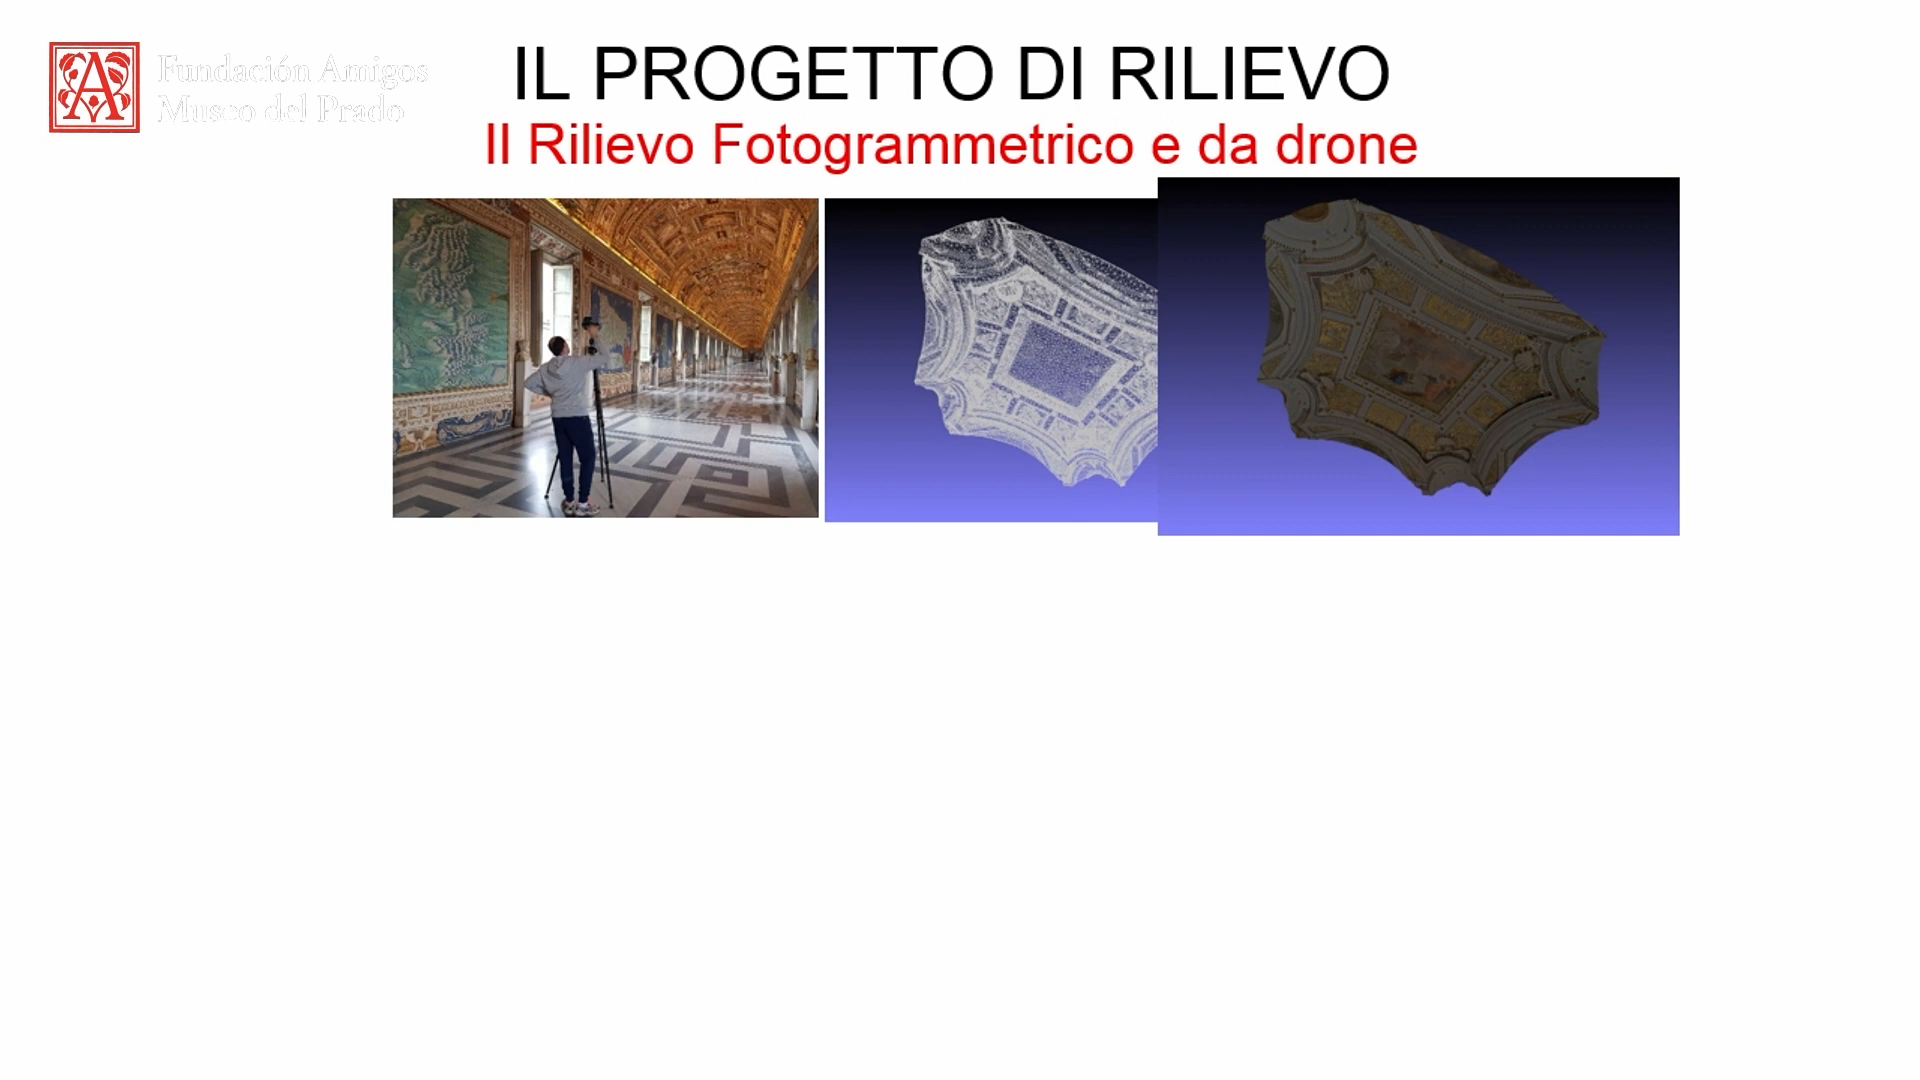 Fundación Amigos
Museo del Prado
IL PROGETTO DI RILIEVO
Il Rilievo Fotogrammetrico e da drone